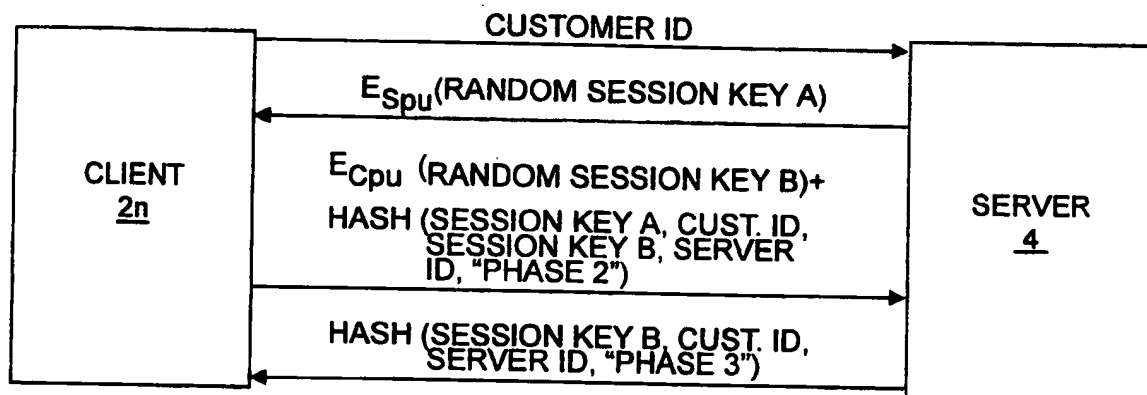 CUSTOMER ID
E_Spu(RANDOM SESSION KEY A)
CLIENT
2n
E_Cpu (RANDOM SESSION KEY B)+
HASH (SESSION KEY A, CUST. ID,
SESSION KEY B, SERVER
ID, “PHASE 2”)
SERVER
4
HASH (SESSION KEY B, CUST. ID,
SERVER ID, “PHASE 3”)